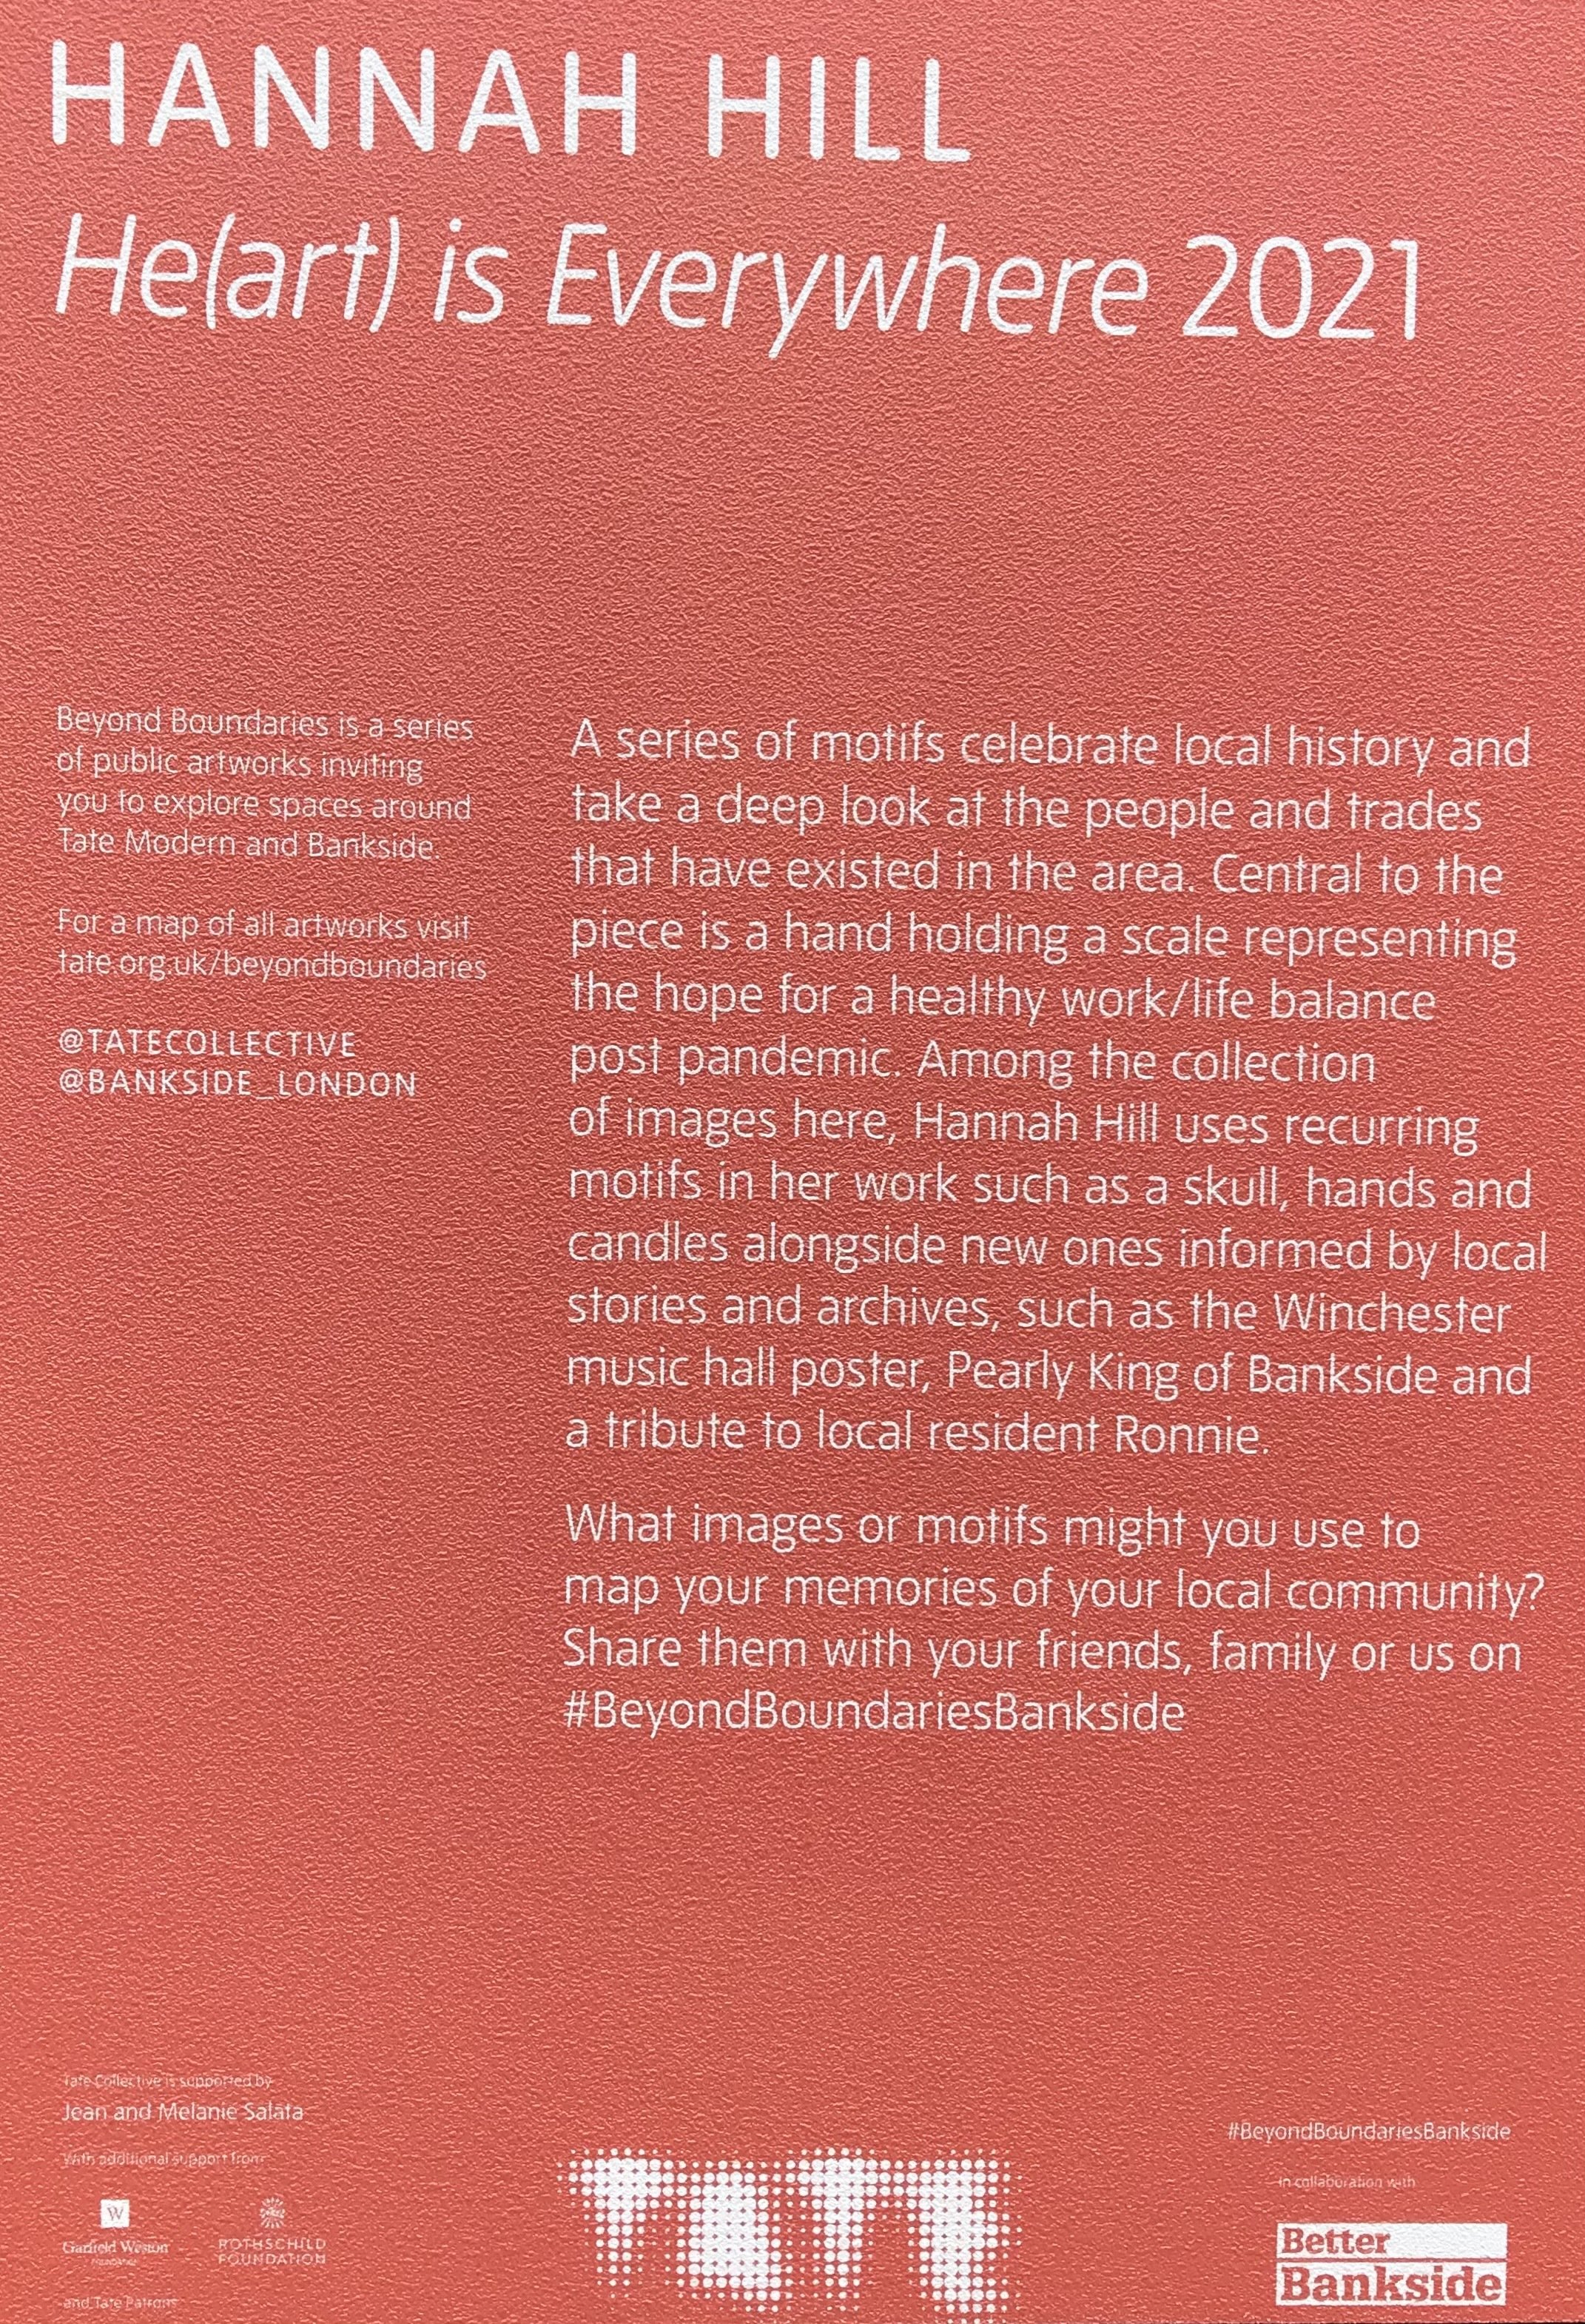 HANNAH HILL
He(art) is Everywhere 2021
Beyond Boundaries is a series
of public artworks inviting
you to explore spaces around
Tate Modern and Bankside.
For a map of all artworks visit
tate.org.uk/beyondboundaries
@TATECOLLECTIVE
@BANKSIDE_LONDON
A series of motifs celebrate local history and
take a deep look at the people and trades
that have existed in the area. Central to the
piece is a hand holding a scale representing
the hope for a healthy work/life balance
post pandemic. Among the collection
of images here, Hannah Hill uses recurring
motifs in her work such as a skull, hands and
candles alongside new ones informed by local
stories and archives, such as the Winchester
music hall poster, Pearly King of Bankside and
a tribute to local resident Ronnie.
What images or motifs might you use to
map your memories of your local community?
Share them with your friends, family or us on
#BeyondBoundariesBankside
Tate Collective is supported by
Jean and Melanie Salata
With additional support from
W
Garfield Weston
FOUNDATION
ROTHSCHILD
FOUNDATION
and Tate Patrons
TATE
#BeyondBoundariesBankside
In collaboration with
Better
Bankside